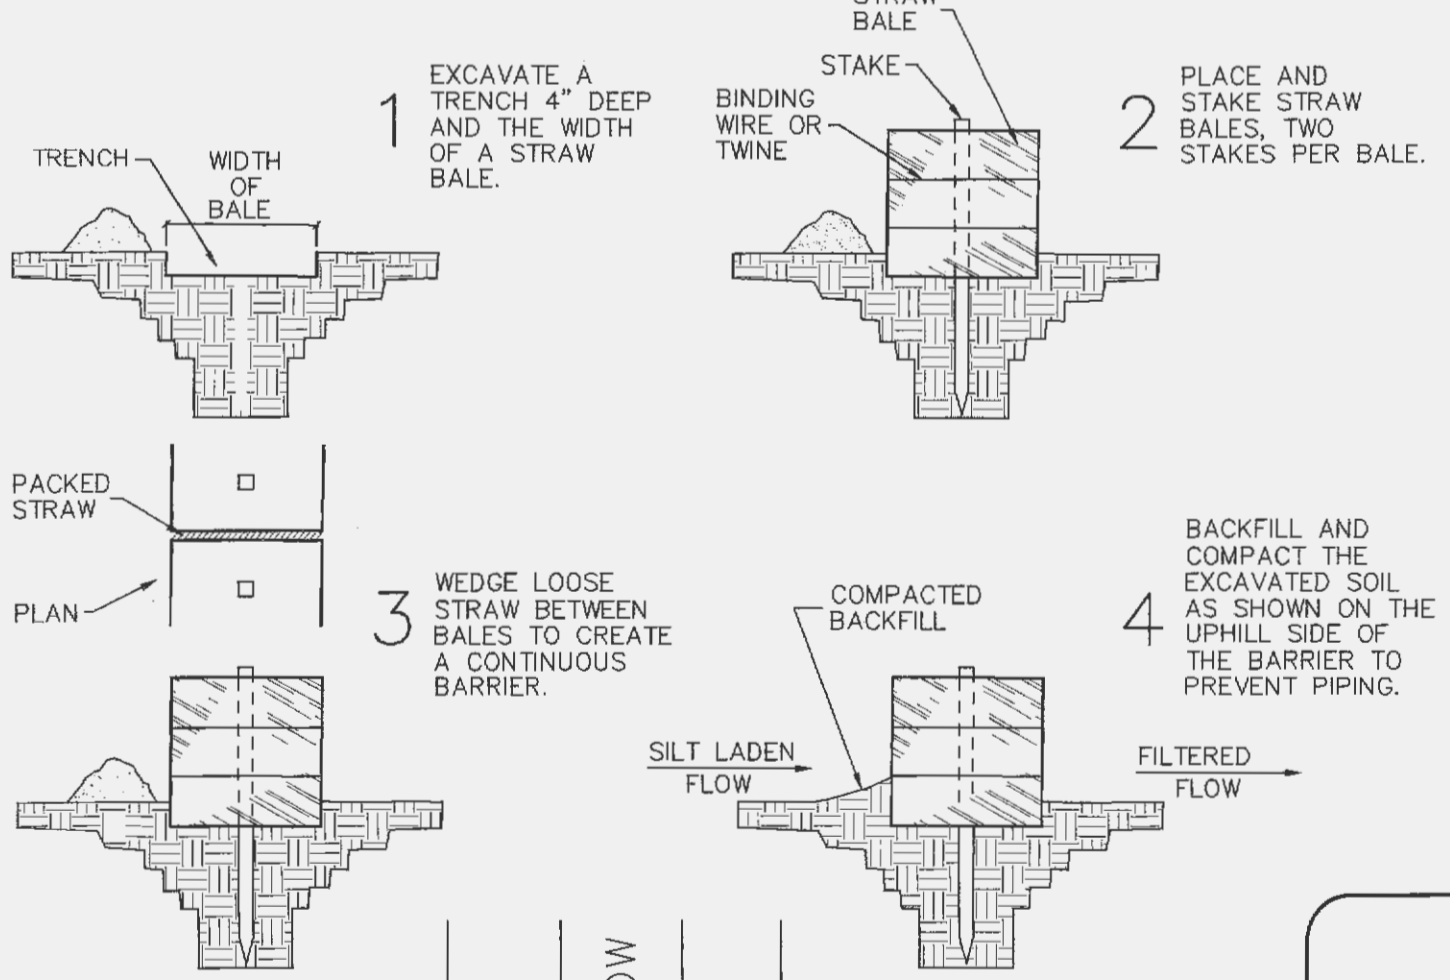 1
EXCAVATE A
TRENCH 4" DEEP
AND THE WIDTH
OF A STRAW
BALE.
TRENCH
WIDTH
OF
BALE
BALE
STAKE
BINDING
WIRE OR
TWINE
2
PLACE AND
STAKE STRAW
BALES, TWO
STAKES PER BALE.
PACKED
STRAW
PLAN
3
WEDGE LOOSE
STRAW BETWEEN
BALES TO CREATE
A CONTINUOUS
BARRIER.
COMPACTED
BACKFILL
4
BACKFILL AND
COMPACT THE
EXCAVATED SOIL
AS SHOWN ON THE
UPHILL SIDE OF
THE BARRIER TO
PREVENT PIPING.
SILT LADEN
FLOW
FILTERED
FLOW